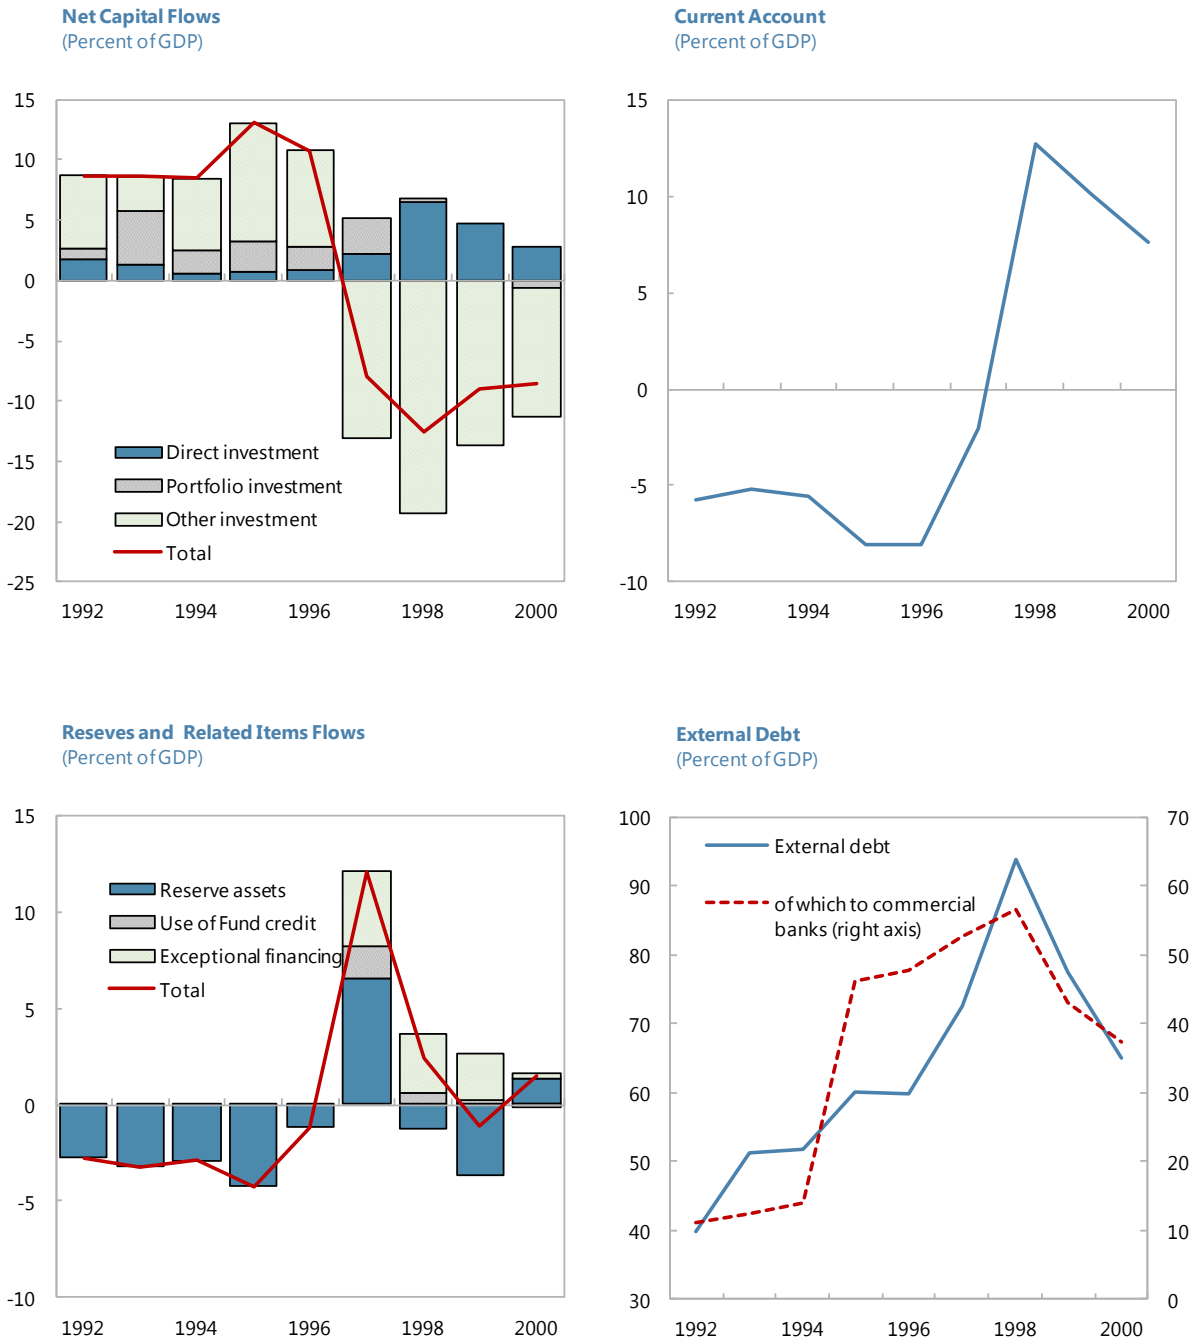 Net Capital Flows
(Percent of GDP)
15
10
5
0
-5
-10
-15
-20
-25
Direct investment
Portfolio investment
Other investment
Total
1992 1994 1996 1998 2000
Current Account
(Percent of GDP)
15
10
5
0
-5
-10
1992 1994 1996 1998 2000
Reseves and Related Items Flows
(Percent of GDP)
15
10
5
0
-5
-10
Reserve assets
Use of Fund credit
Exceptional financing
Total
1992 1994 1996 1998 2000
External Debt
(Percent of GDP)
100
90
80
70
60
50
40
30
External debt
of which to commercial
banks (right axis)
70
60
50
40
30
20
10
0
1992 1994 1996 1998 2000